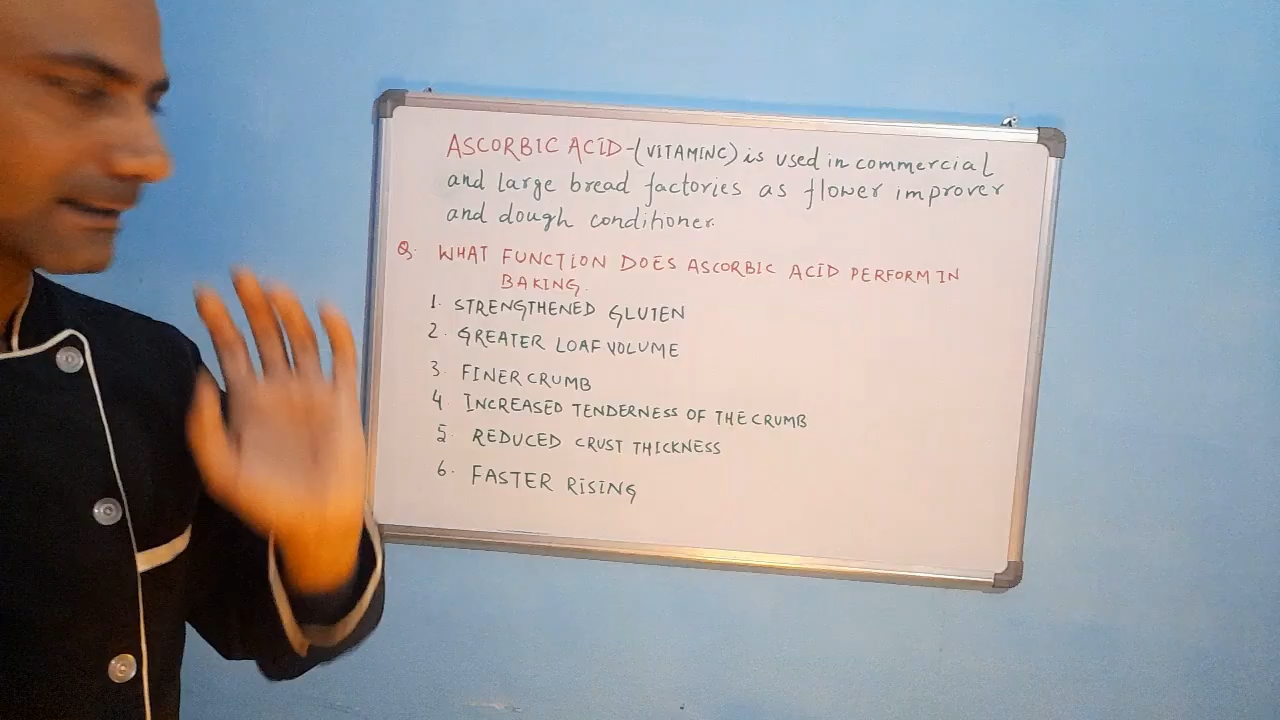 ASCORBIC ACID-(VITAMINC) is used in commercial
and large bread factories as flower improver
and dough conditioner.
Q. WHAT FUNCTION DOES ASCORBIC ACID PERFORM IN
BAKING.
1. STRENGTHENED GLUTEN
2. GREATER LOAF VOLUME
3. FINER CRUMB
4. INCREASED TENDERNESS OF THE CRUMB
5. REDUCED CRUST THICKNESS
6. FASTER RISING